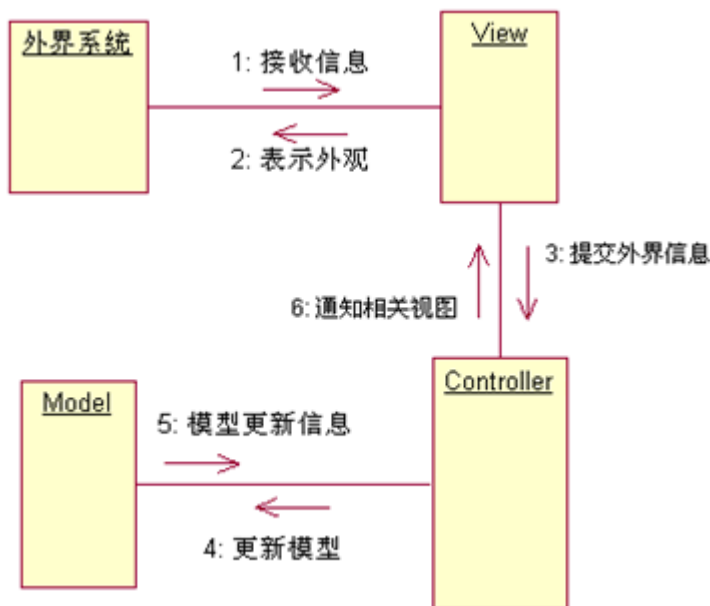 外界系统
View
1: 接收信息
2: 表示外观
3: 提交外界信息
6: 通知相关视图
Controller
Model
5: 模型更新信息
4: 更新模型